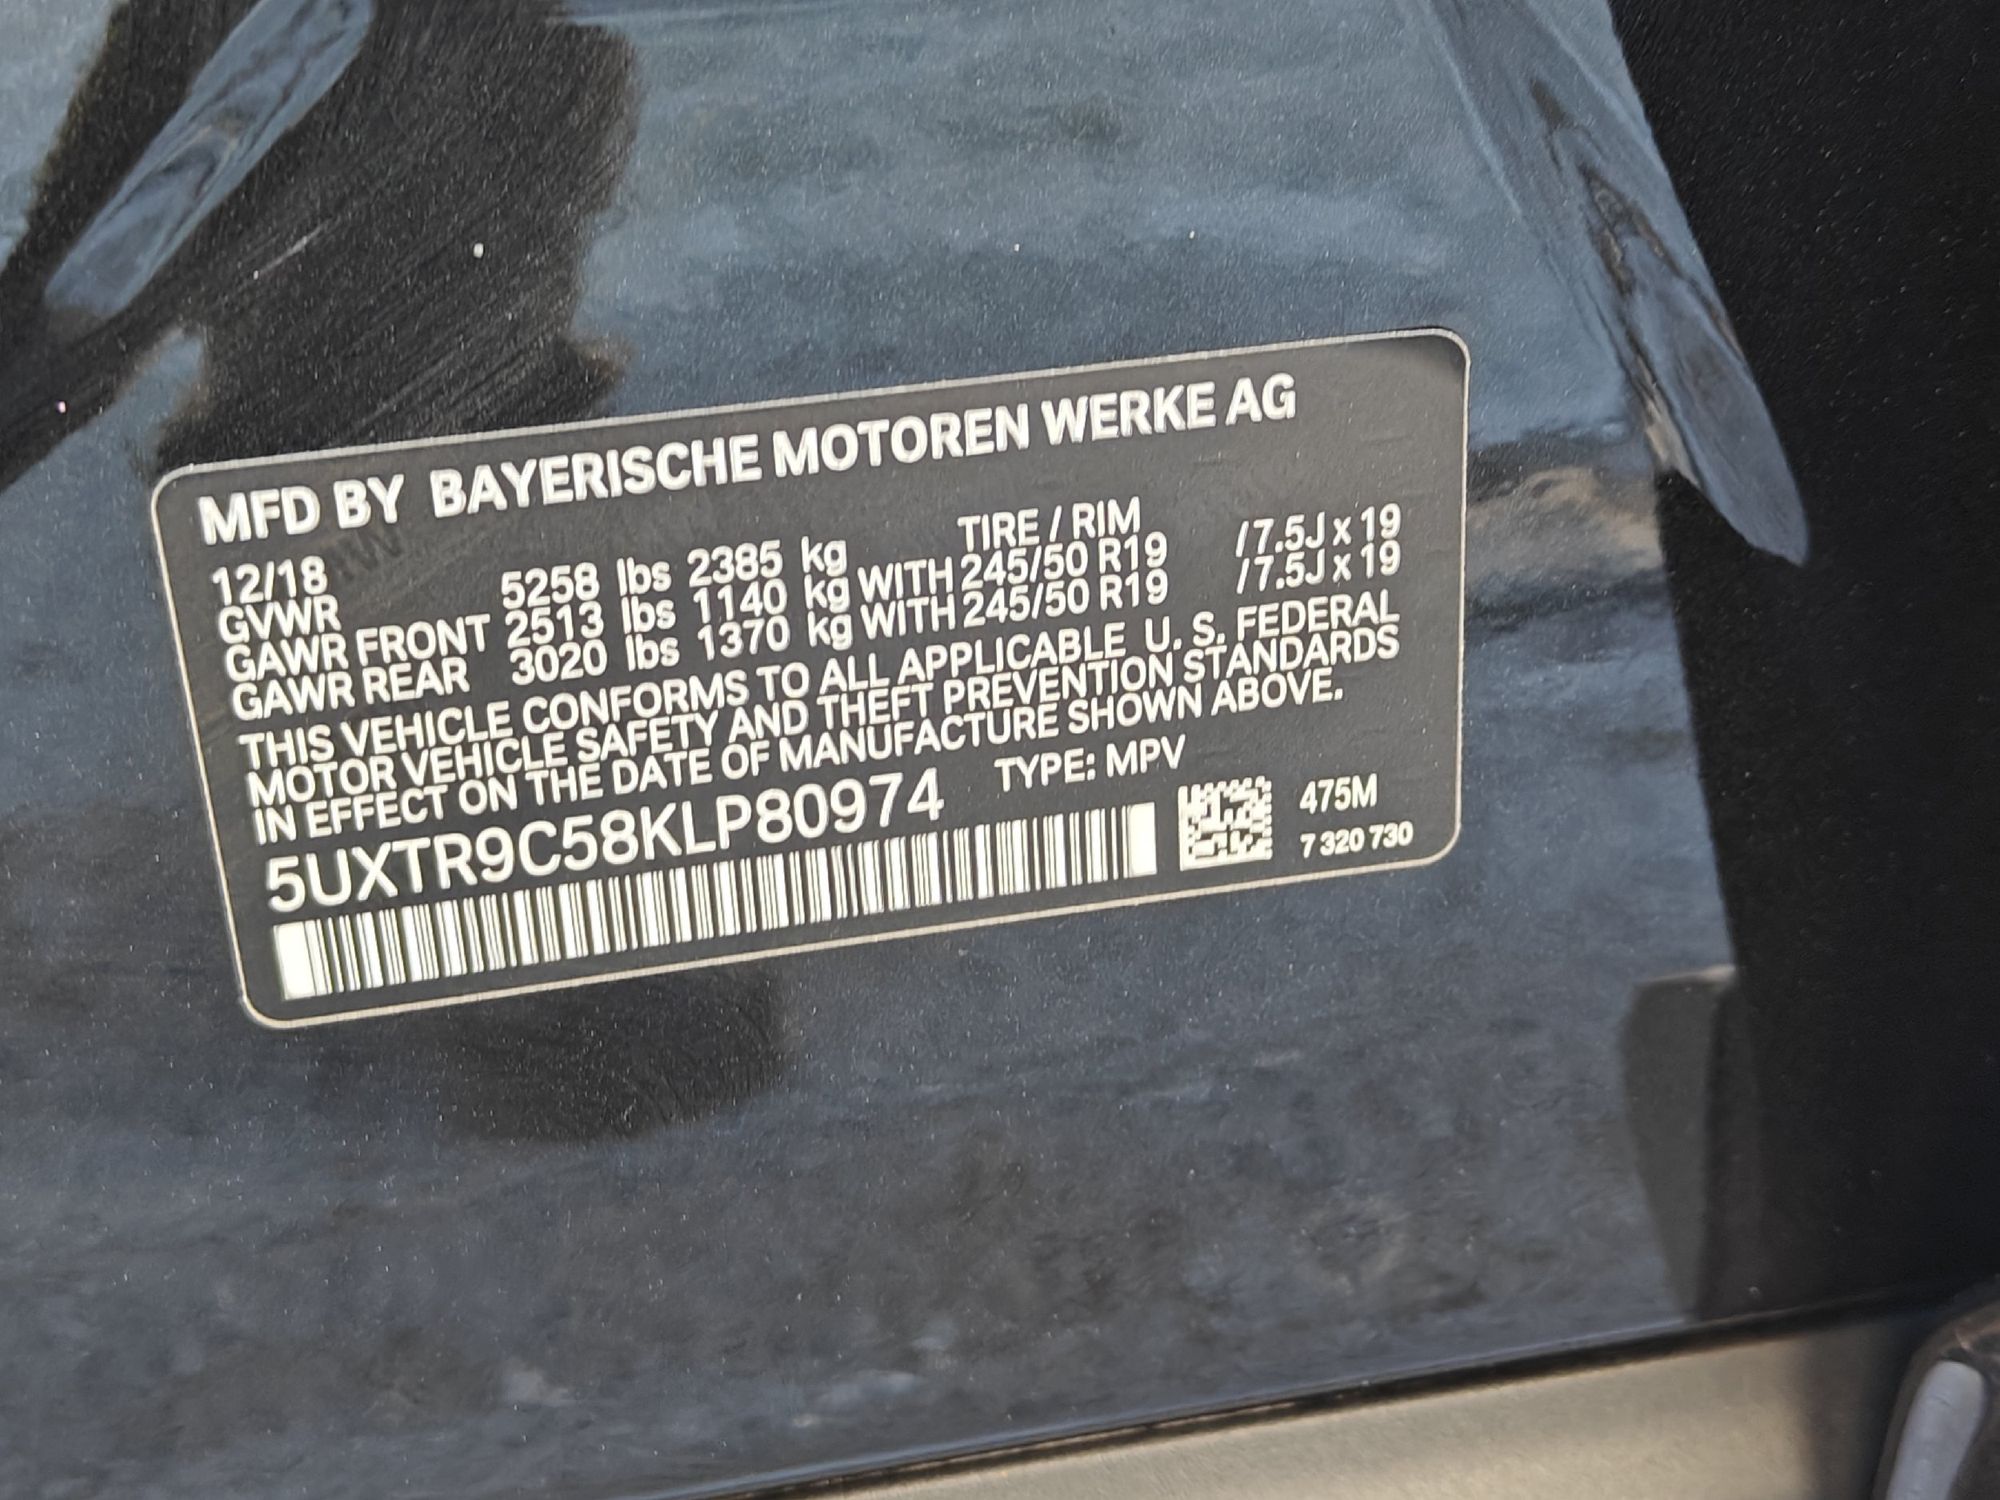 MFD BY BAYERISCHE MOTOREN WERKE AG
12/18 TIRE / RIM
GVWR 5258 lbs 2385 kg
GAWR FRONT 2513 lbs 1140 kg WITH 245/50 R19 /7.5J x 19
GAWR REAR 3020 lbs 1370 kg WITH 245/50 R19 /7.5J x 19
THIS VEHICLE CONFORMS TO ALL APPLICABLE U. S. FEDERAL
MOTOR VEHICLE SAFETY AND THEFT PREVENTION STANDARDS
IN EFFECT ON THE DATE OF MANUFACTURE SHOWN ABOVE.
5UXTR9C58KLP80974 TYPE: MPV
475M
7 320 730